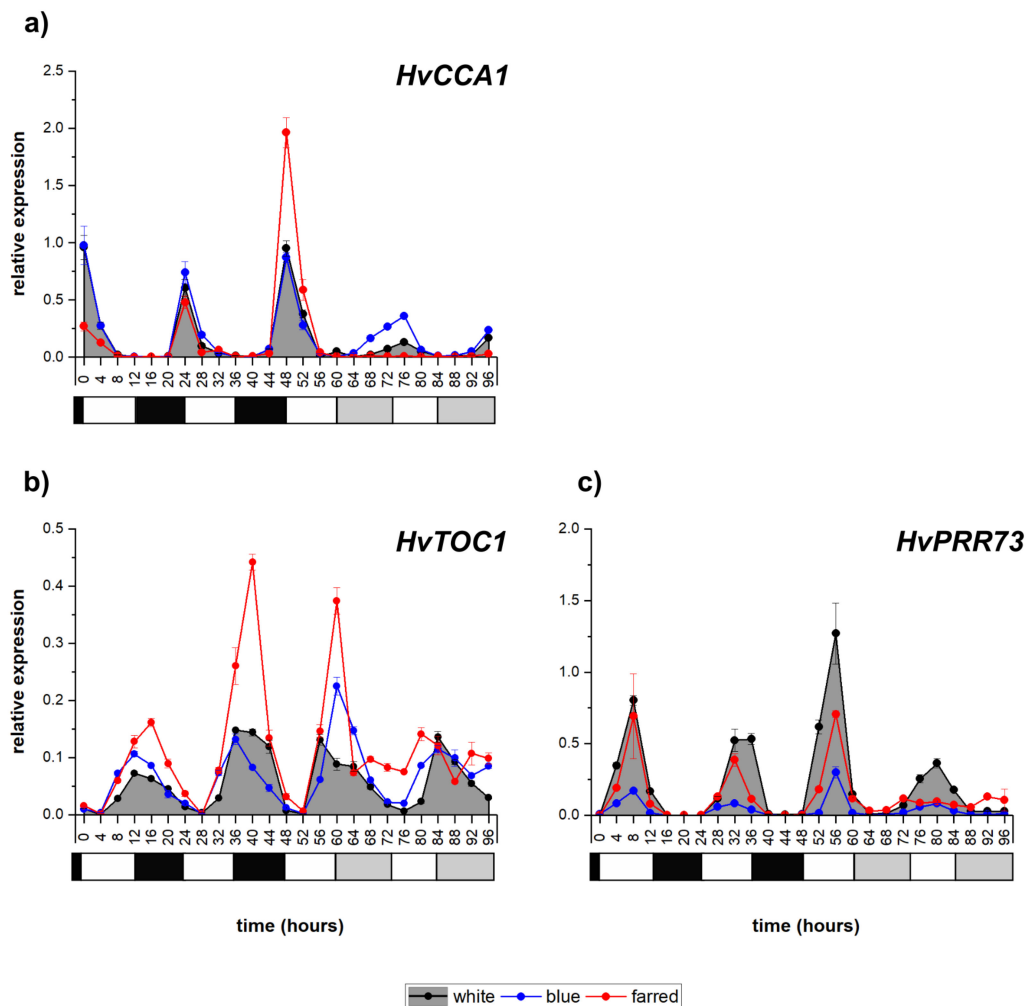 a)
HvCCA1
relative expression
2.5
2.0
1.5
1.0
0.5
0.0
0 4 8 12 16 20 24 28 32 36 40 44 48 52 56 60 64 68 72 76 80 84 88 92 96
b)
HvTOC1
relative expression
0.5
0.4
0.3
0.2
0.1
0.0
0 4 8 12 16 20 24 28 32 36 40 44 48 52 56 60 64 68 72 76 80 84 88 92 96
time (hours)
c)
HvPRR73
2.0
1.5
1.0
0.5
0.0
0 4 8 12 16 20 24 28 32 36 40 44 48 52 56 60 64 68 72 76 80 84 88 92 96
time (hours)
white blue farred